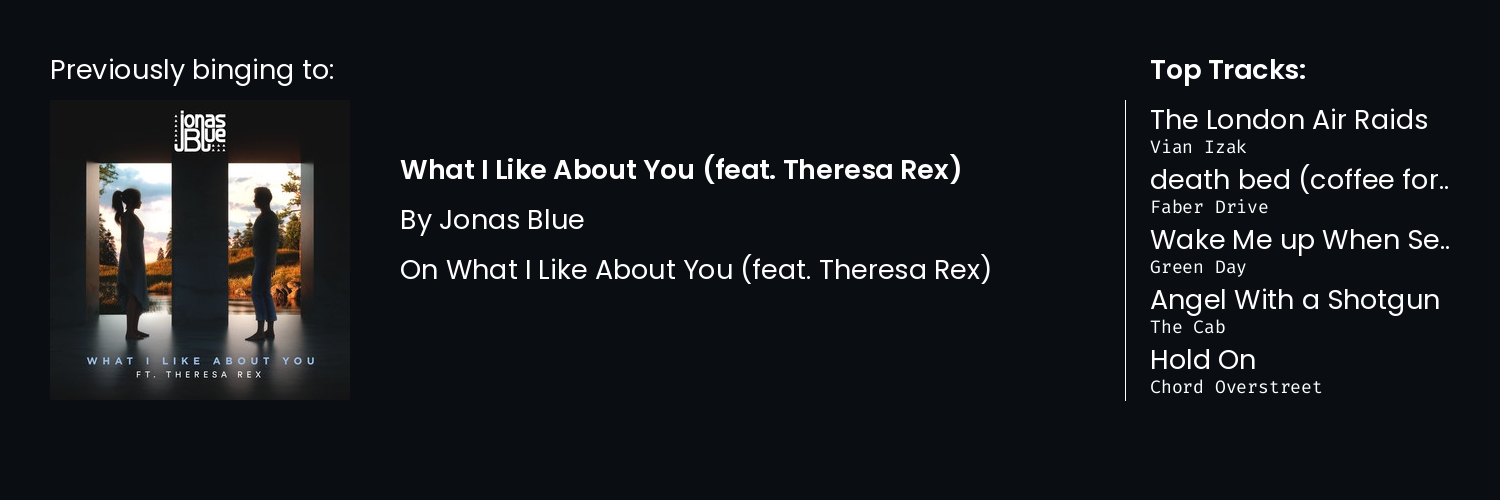 Previously binging to:
jonas
Blue
WHAT I LIKE ABOUT YOU
FT. THERESA REX
What I Like About You (feat. Theresa Rex)
By Jonas Blue
On What I Like About You (feat. Theresa Rex)
Top Tracks:
The London Air Raids
Vian Izak
death bed (coffee for..
Faber Drive
Wake Me up When Se..
Green Day
Angel With a Shotgun
The Cab
Hold On
Chord Overstreet